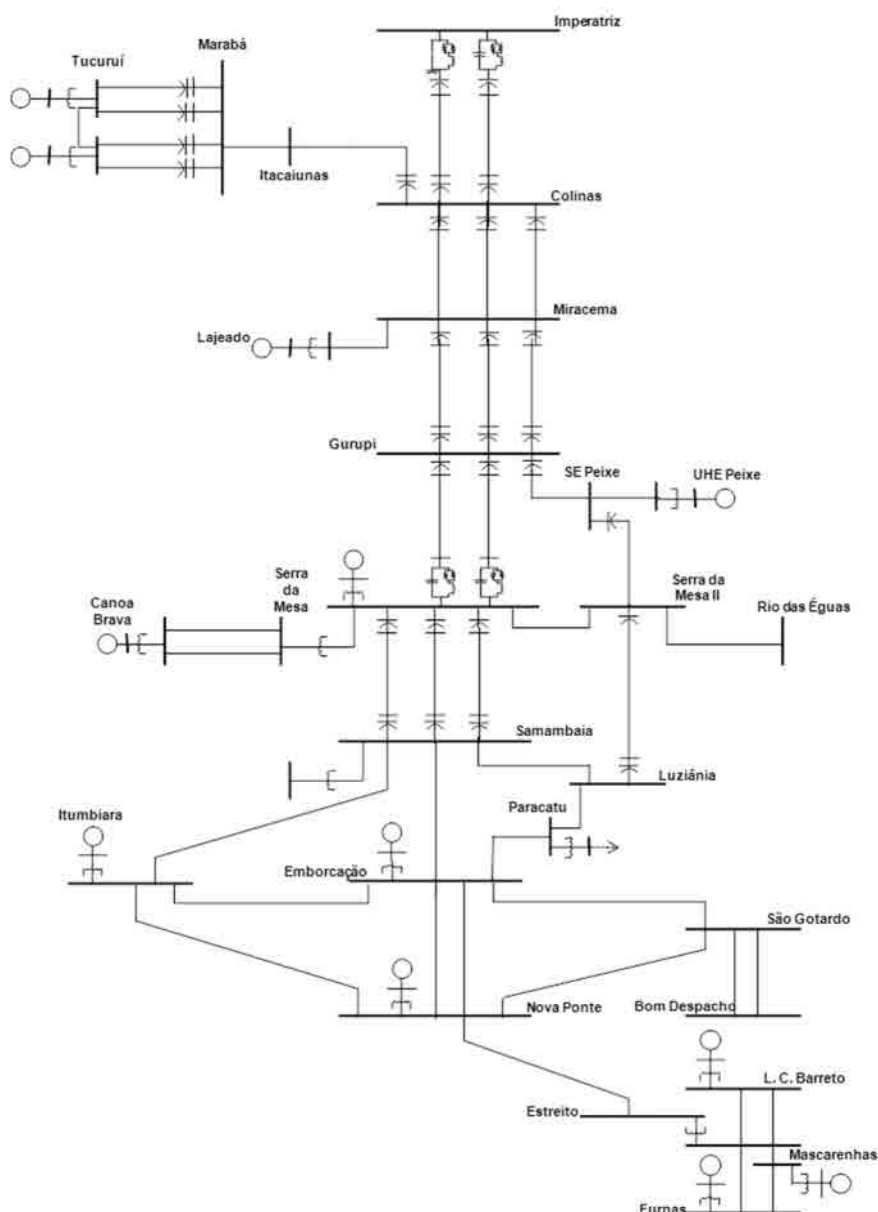 Imperatriz
Marabá
Tucuruí
Itacaiunas
Colinas
Miracema
Lajeado
Gurupi
SE Peixe
UHE Peixe
Serra
da
Mesa
Canoa
Brava
Serra da
Mesa II
Rio das Éguas
Samambaia
Luziânia
Paracatu
Itumbiara
Emborcação
São Gotardo
Nova Ponte
Bom Despacho
L. C. Barreto
Estreito
Mascarenhas
Furnas